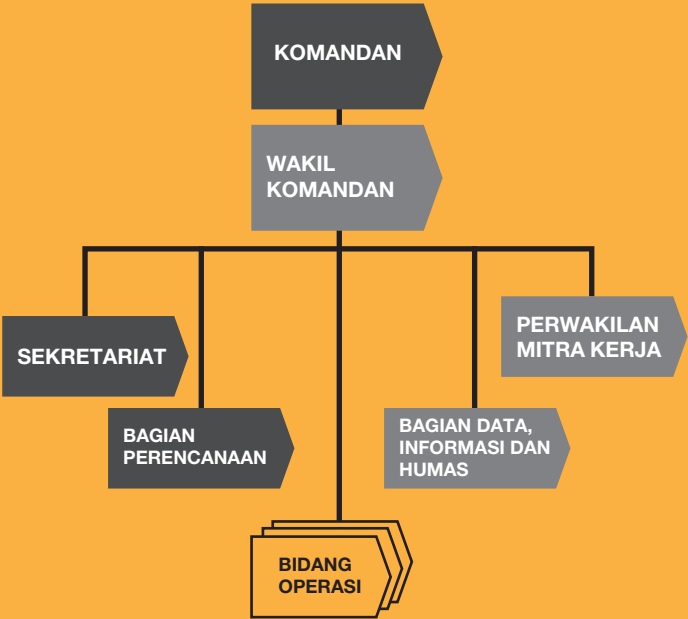 KOMANDAN
WAKIL
KOMANDAN
SEKRETARIAT
PERWAKILAN
MITRA KERJA
BAGIAN
PERENCANAAN
BAGIAN DATA,
INFORMASI DAN
HUMAS
BIDANG
OPERASI